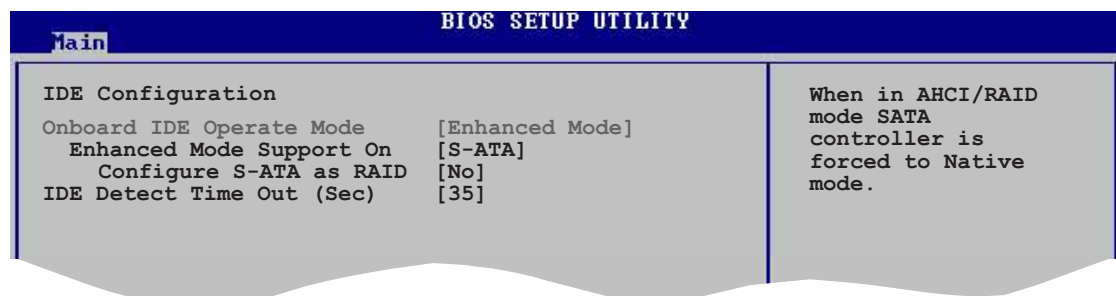 BIOS SETUP UTILITY
Main
IDE Configuration
Onboard IDE Operate Mode [Enhanced Mode]
Enhanced Mode Support On [S-ATA]
Configure S-ATA as RAID [No]
IDE Detect Time Out (Sec) [35]
When in AHCI/RAID
mode SATA
controller is
forced to Native
mode.